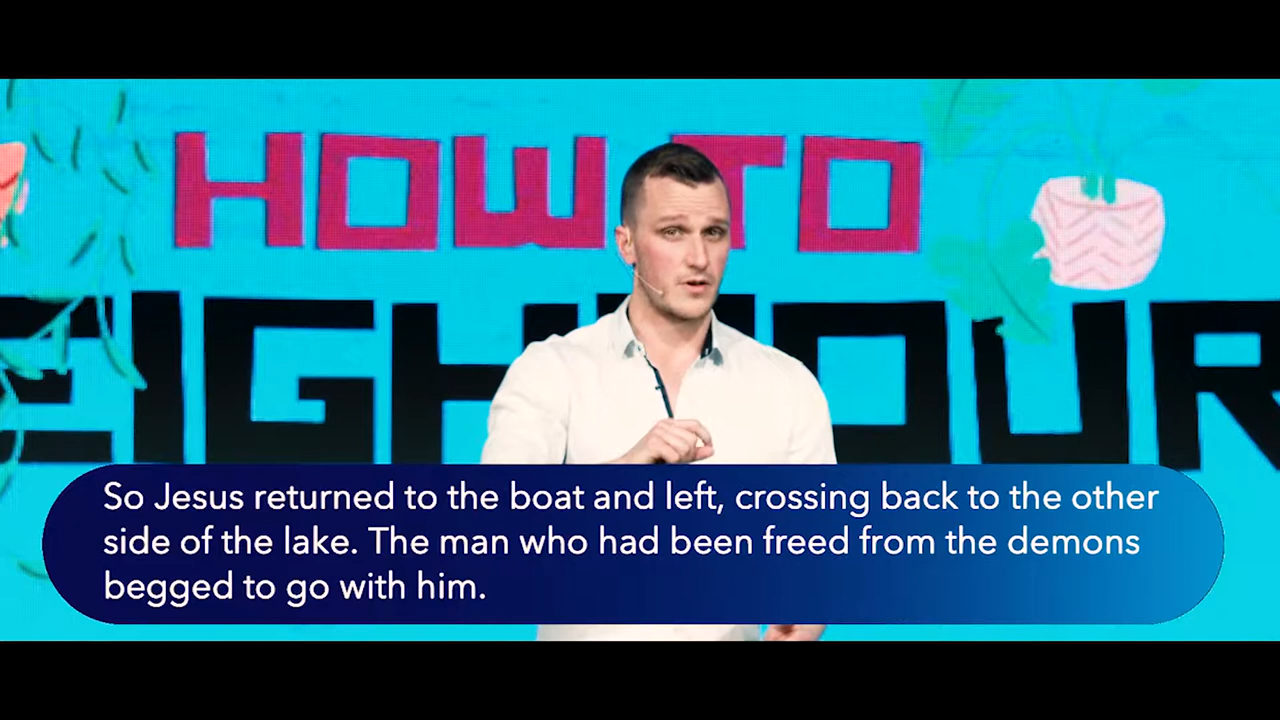 HOW TO
So Jesus returned to the boat and left, crossing back to the other
side of the lake. The man who had been freed from the demons
begged to go with him.